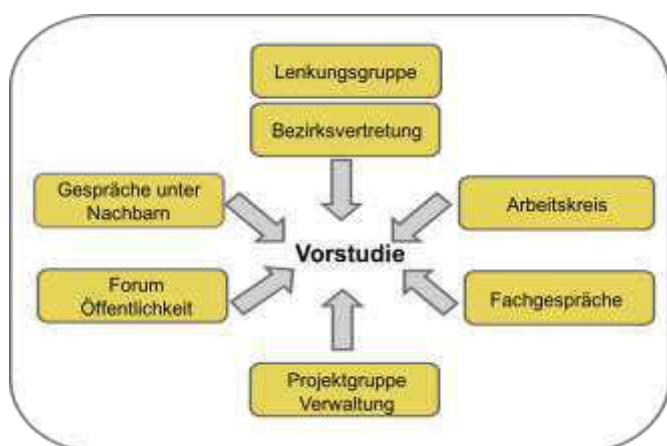 Lenkungsgruppe
Bezirksvertretung
Gespräche unter
Nachbarn
Arbeitskreis
Vorstudie
Forum
Öffentlichkeit
Fachgespräche
Projektgruppe
Verwaltung